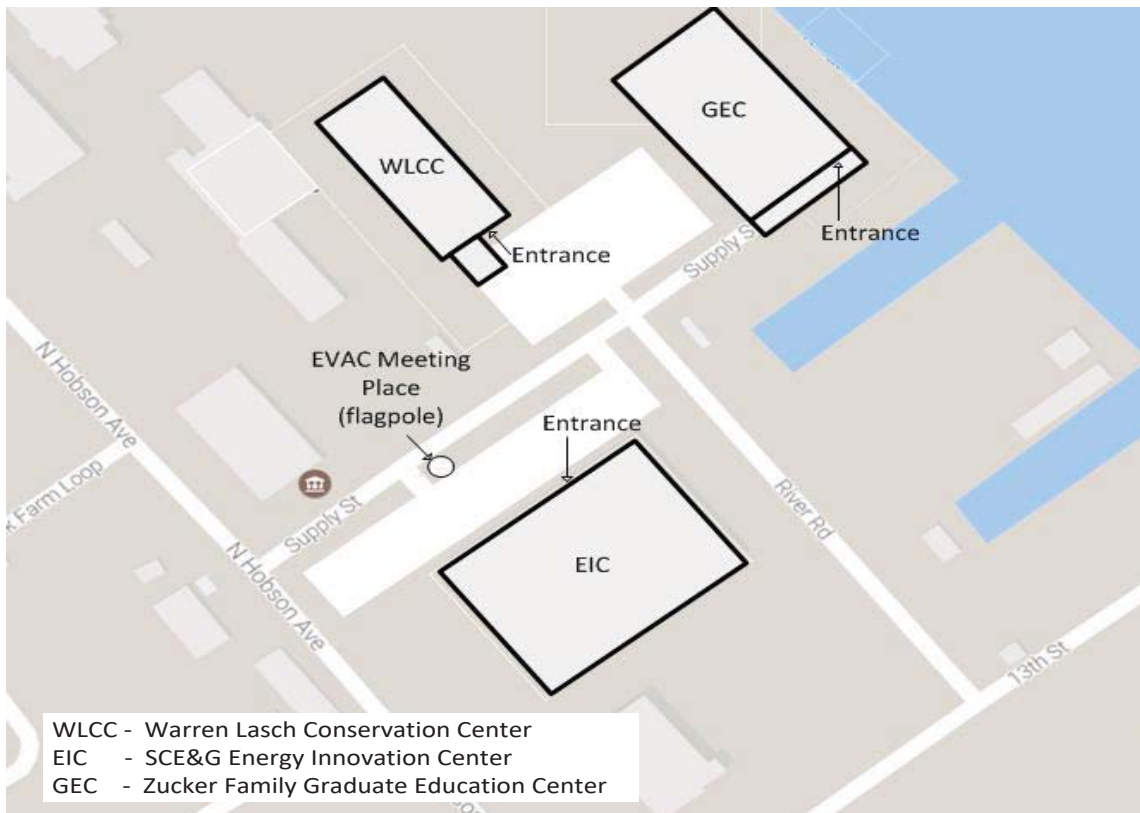 GEC
WLCC
Entrance
Entrance
Supply S
EVAC Meeting
Place
(flagpole)
Entrance
N Hobson Ave
k Farm Loop
Supply St
River Rd
EIC
N Hobson Ave
13th St
WLCC - Warren Lasch Conservation Center
EIC - SCE&G Energy Innovation Center
GEC - Zucker Family Graduate Education Center